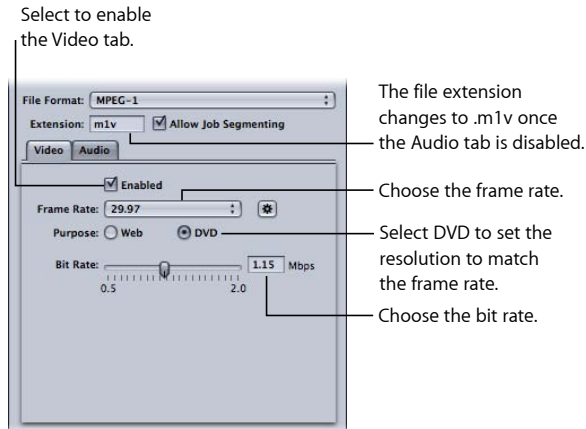 Select to enable
the Video tab.
File Format: MPEG-1
Extension: m1v Allow Job Segmenting
Video Audio
Enabled
Frame Rate: 29.97
Purpose: Web DVD
Bit Rate: 1.15 Mbps
0.5 2.0
The file extension
changes to .m1v once
the Audio tab is disabled.
Choose the frame rate.
Select DVD to set the
resolution to match
the frame rate.
Choose the bit rate.